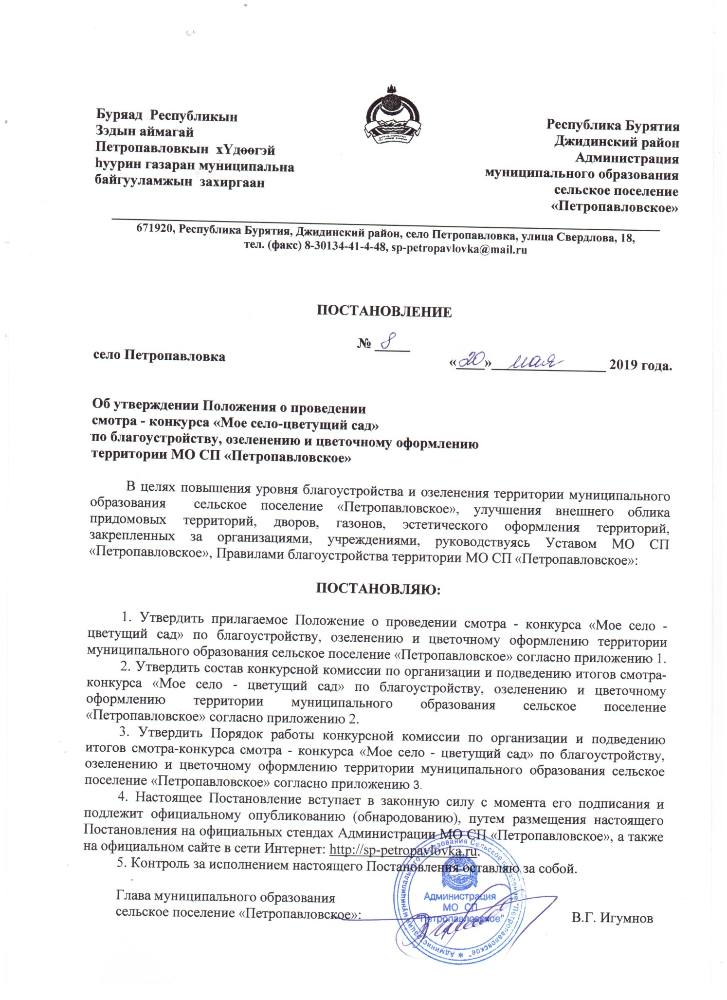 Буряад Республикын
Зэдын аймагай
Петропавловкын хYдөөгэй
hуурин газаран муниципальна
байгууламжын захиргаан
Республика Бурятия
Джидинский район
Администрация
муниципального образования
сельское поселение
«Петропавловское»
671920, Республика Бурятия, Джидинский район, село Петропавловка, улица Свердлова, 18,
тел. (факс) 8-30134-41-4-48, sp-petropavlovka@mail.ru
ПОСТАНОВЛЕНИЕ
№ 8
село Петропавловка
«20» мая 2019 года.
Об утверждении Положения о проведении
смотра - конкурса «Мое село-цветущий сад»
по благоустройству, озеленению и цветочному оформлению
территории МО СП «Петропавловское»
В целях повышения уровня благоустройства и озеленения территории муниципального
образования сельское поселение «Петропавловское», улучшения внешнего облика
придомовых территорий, дворов, газонов, эстетического оформления территорий,
закрепленных за организациями, учреждениями, руководствуясь Уставом МО СП
«Петропавловское», Правилами благоустройства территории МО СП «Петропавловское»:
ПОСТАНОВЛЯЮ:
1. Утвердить прилагаемое Положение о проведении смотра - конкурса «Мое село -
цветущий сад» по благоустройству, озеленению и цветочному оформлению территории
муниципального образования сельское поселение «Петропавловское» согласно приложению 1.
2. Утвердить состав конкурсной комиссии по организации и подведению итогов смотра-
конкурса «Мое село - цветущий сад» по благоустройству, озеленению и цветочному
оформлению территории муниципального образования сельское поселение
«Петропавловское» согласно приложению 2.
3. Утвердить Порядок работы конкурсной комиссии по организации и подведению
итогов смотра-конкурса смотра - конкурса «Мое село - цветущий сад» по благоустройству,
озеленению и цветочному оформлению территории муниципального образования сельское
поселение «Петропавловское» согласно приложению 3.
4. Настоящее Постановление вступает в законную силу с момента его подписания и
подлежит официальному опубликованию (обнародованию), путем размещения настоящего
Постановления на официальных стендах Администрации МО СП «Петропавловское», а также
на официальном сайте в сети Интернет: http://sp-petropavlovka.ru.
5. Контроль за исполнением настоящего Постановления оставляю за собой.
Глава муниципального образования
сельское поселение «Петропавловское»:
В.Г. Игумнов
Администрация муниципального образования Сельское поселение "Петропавловское" *
Администрация
МО СП
"Петропавловское"